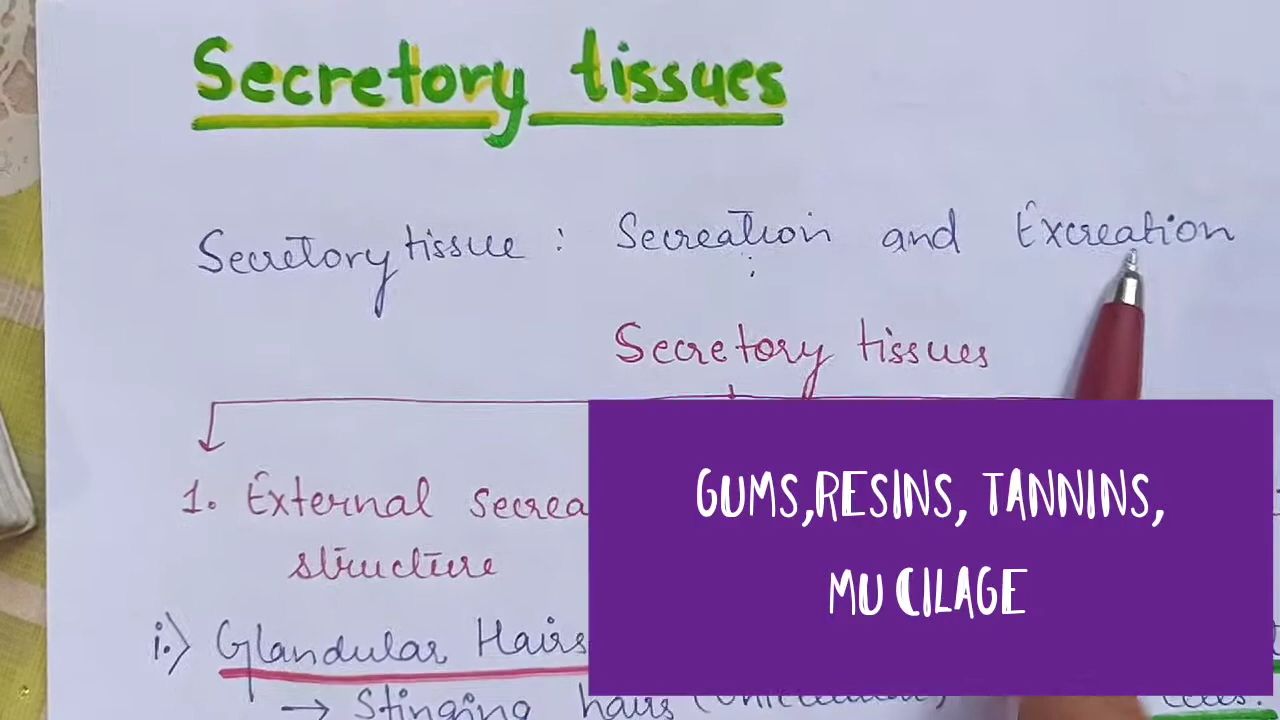 Secretory tissues
Secretory tissue : Secreation and Excreation
Secretory tissues
1. External secrea
structure
GUMS,RESINS, TANNINS,
MU CILAGE
i.) Glandular Hairs
→ Stinging hairs